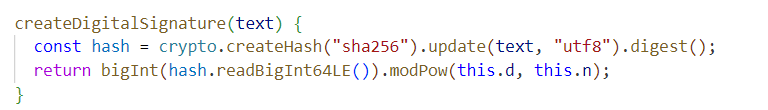 createDigitalSignature(text) {
  const hash = crypto.createHash("sha256").update(text, "utf8").digest();
  return bigInt(hash.readBigInt64LE()).modPow(this.d, this.n);
}